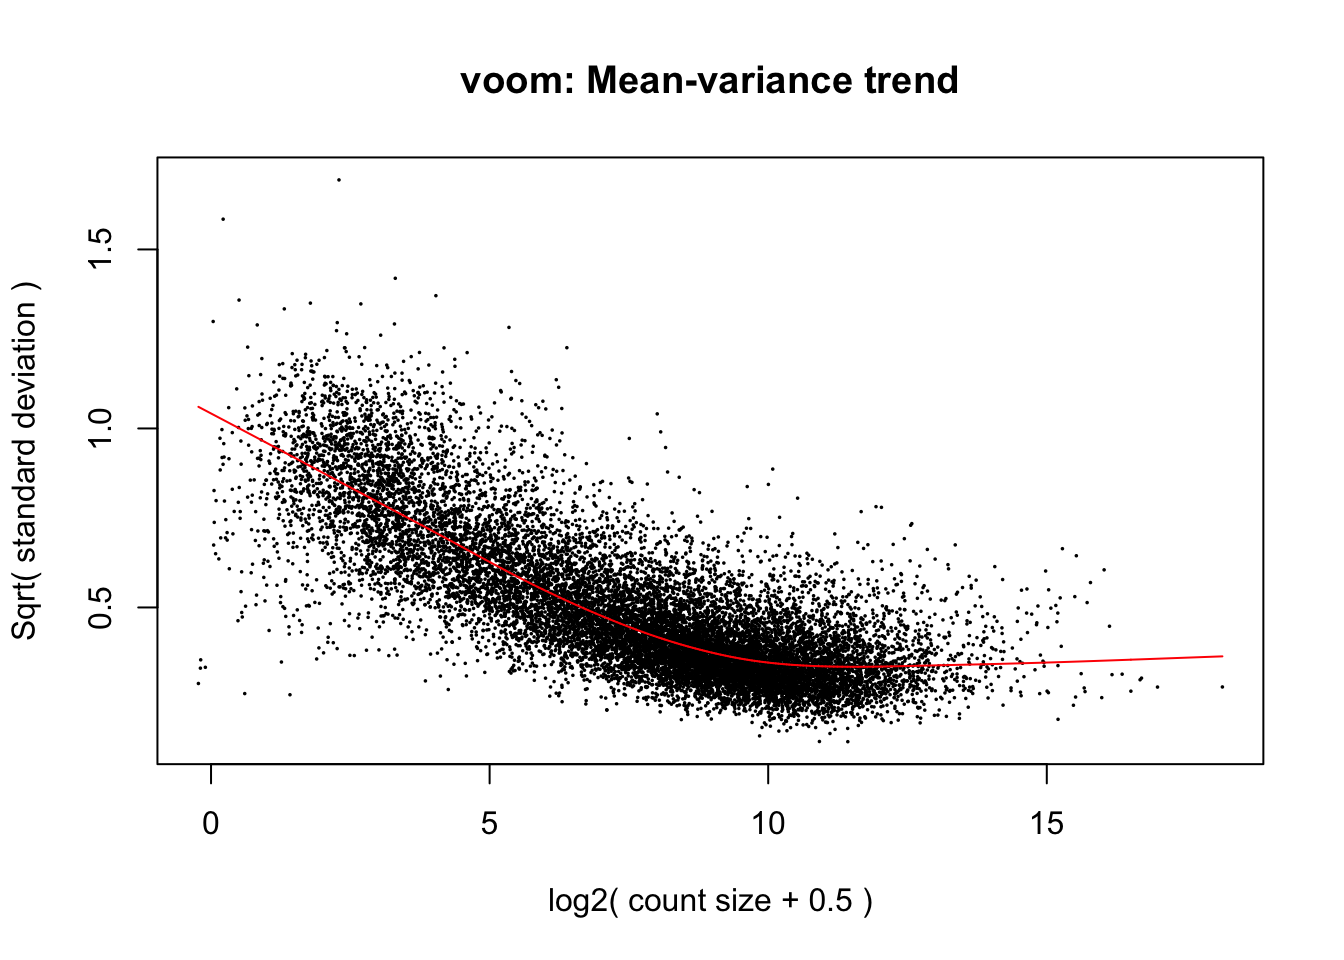 voom: Mean-variance trend
Sqrt( standard deviation )
1.5
1.0
0.5
0 5 10 15
log2( count size + 0.5 )